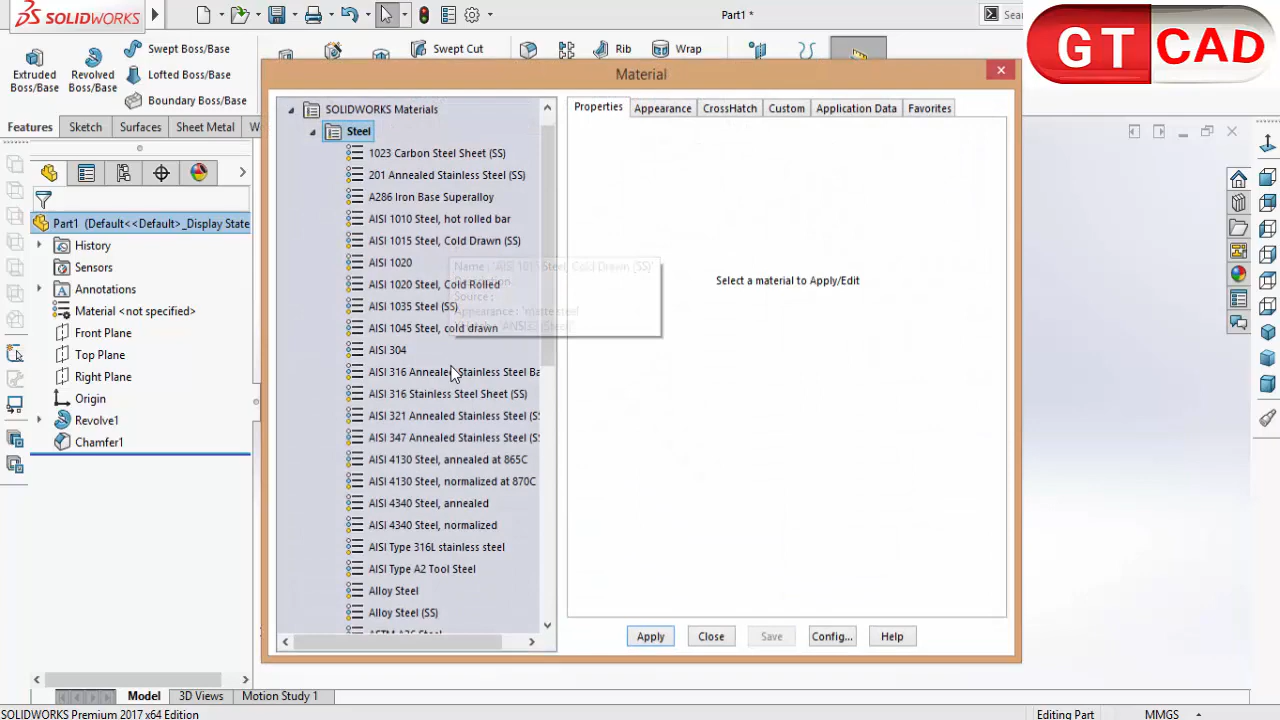 SOLIDWORKS
Part1 *
Sea
GT CAD
Extruded Boss/Base
Revolved Boss/Base
Swept Boss/Base
Lofted Boss/Base
Boundary Boss/Base
Swept Cut
Rib
Wrap
Features
Sketch
Surfaces
Sheet Metal
W
Part1 (Default<<Default>_Display State
History
Sensors
Annotations
Material <not specified>
Front Plane
Top Plane
Right Plane
Origin
Revolve1
Chamfer1
Material
SOLIDWORKS Materials
Steel
1023 Carbon Steel Sheet (SS)
201 Annealed Stainless Steel (SS)
A286 Iron Base Superalloy
AISI 1010 Steel, hot rolled bar
AISI 1015 Steel, Cold Drawn (SS)
AISI 1020
AISI 1020 Steel, Cold Rolled
AISI 1035 Steel (SS)
AISI 1045 Steel, cold drawn
AISI 304
AISI 316 Annealed Stainless Steel Ba
AISI 316 Stainless Steel Sheet (SS)
AISI 321 Annealed Stainless Steel (S
AISI 347 Annealed Stainless Steel (S
AISI 4130 Steel, annealed at 865C
AISI 4130 Steel, normalized at 870C
AISI 4340 Steel, annealed
AISI 4340 Steel, normalized
AISI Type 316L stainless steel
AISI Type A2 Tool Steel
Alloy Steel
Alloy Steel (SS)
ASTM A36 Steel
Properties
Appearance
CrossHatch
Custom
Application Data
Favorites
Select a material to Apply/Edit
Apply
Close
Save
Config...
Help
Model
3D Views
Motion Study 1
SOLIDWORKS Premium 2017 x64 Edition
Editing Part
MMGS